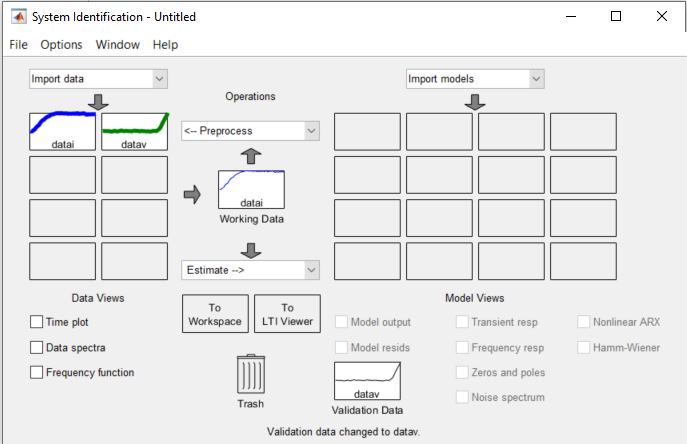 System Identification - Untitled
File Options Window Help
Import data
Import models
Operations
<-- Preprocess
datai
datav
datai
Working Data
Estimate -->
Data Views
Model Views
To
Workspace
To
LTI Viewer
Time plot
Data spectra
Frequency function
Model output
Transient resp
Nonlinear ARX
Model resids
Frequency resp
Hamm-Wiener
Zeros and poles
Noise spectrum
Trash
datav
Validation Data
Validation data changed to datav.